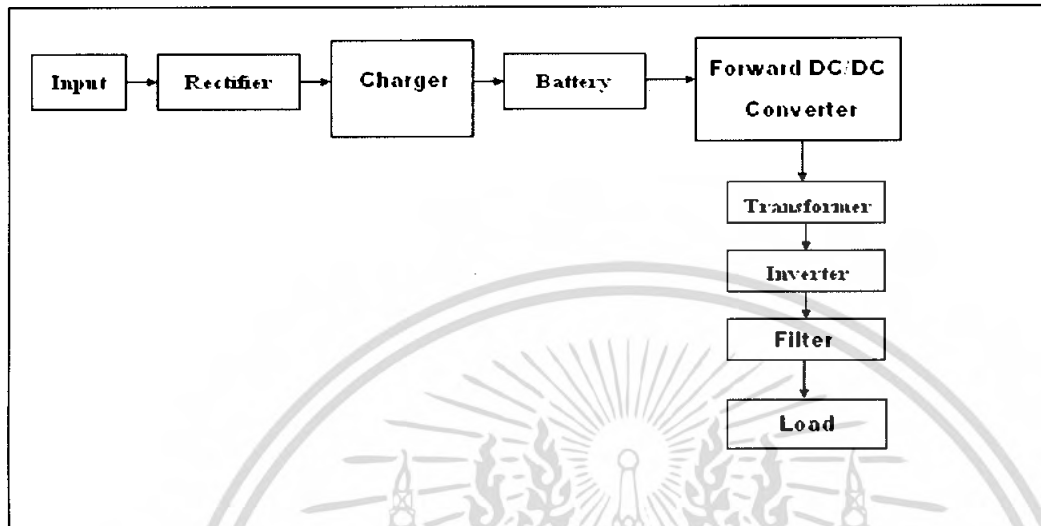 Input
Rectifier
Charger
Battery
Forward DC/DC
Converter
Transformer
Inverter
Filter
Load